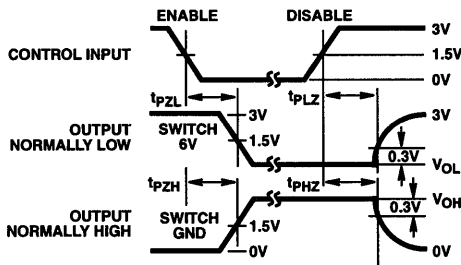 ENABLE DISABLE
3V
CONTROL INPUT 1.5V
0V
tPZL tPLZ
3V 3V
OUTPUT
NORMALLY LOW
SWITCH
6V
1.5V
0.3V
VOL
tPZH tPHZ
VOH
0.3V
OUTPUT
NORMALLY HIGH
SWITCH
GND
1.5V
0V 0V